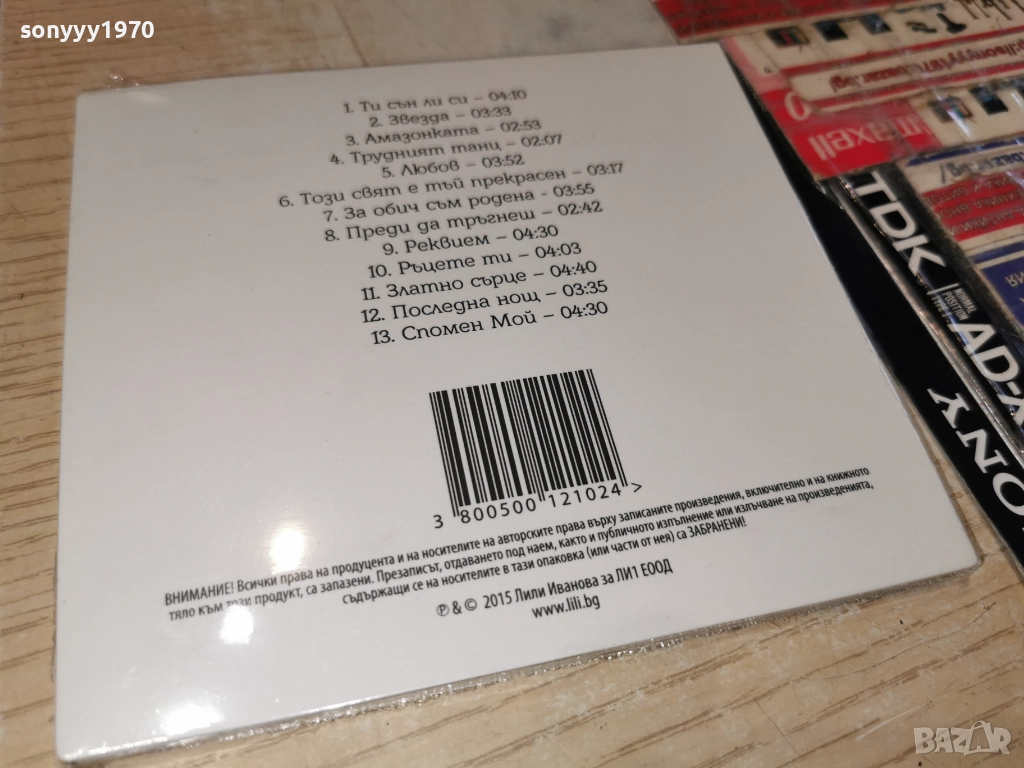 sonyyy1970
1. Ти сън ли си – 04:10
2. Звезда – 03:33
3. Амазонката – 02:53
4. Трудният танц – 02:07
5. Любов – 03:52
6. Този свят е тъй прекрасен – 03:17
7. За обич съм родена – 03:55
8. Преди да тръгнеш – 02:42
9. Реквием – 04:30
10. Ръцете ти – 04:03
11. Златно сърце – 04:40
12. Последна нощ – 03:35
13. Спомен Мой – 04:30
3 800500 121024 >
ВНИМАНИЕ! Всички права на продуцента и на носителите на авторските права върху записаните произведения, включително и на книжното
тяло към този продукт, са запазени. Презаписът, отдаването под наем, както и публичното изпълнение или излъчване на произведенията,
съдържащи се на носителите в тази опаковка (или части от нея) са ЗАБРАНЕНИ!
℗ & © 2015 Лили Иванова за ЛИ1 ЕООД
www.lili.bg
maxell
TDK
AD-X
NORMAL
POSITION
TYPE I
SONY
BAZAR